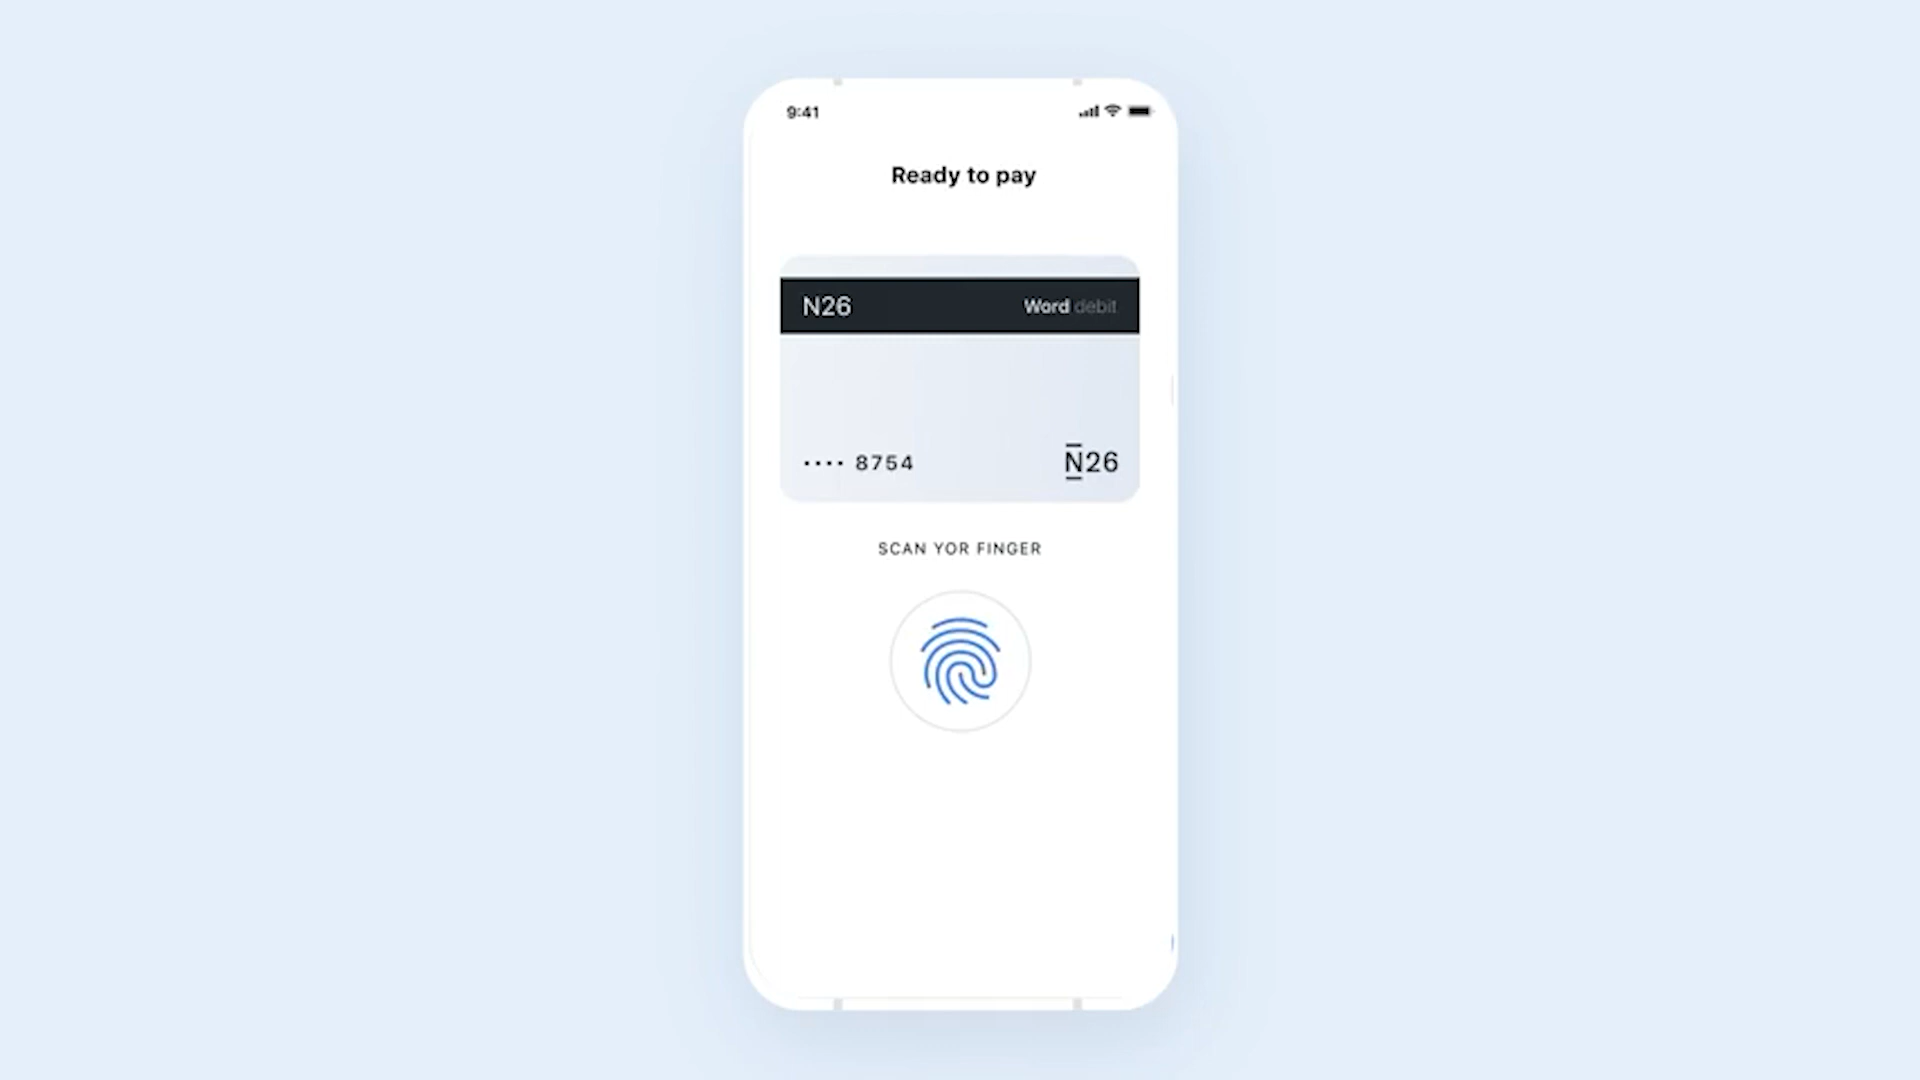 9:41
Ready to pay
N26 Word debit
•••• 8754 N26
SCAN YOR FINGER